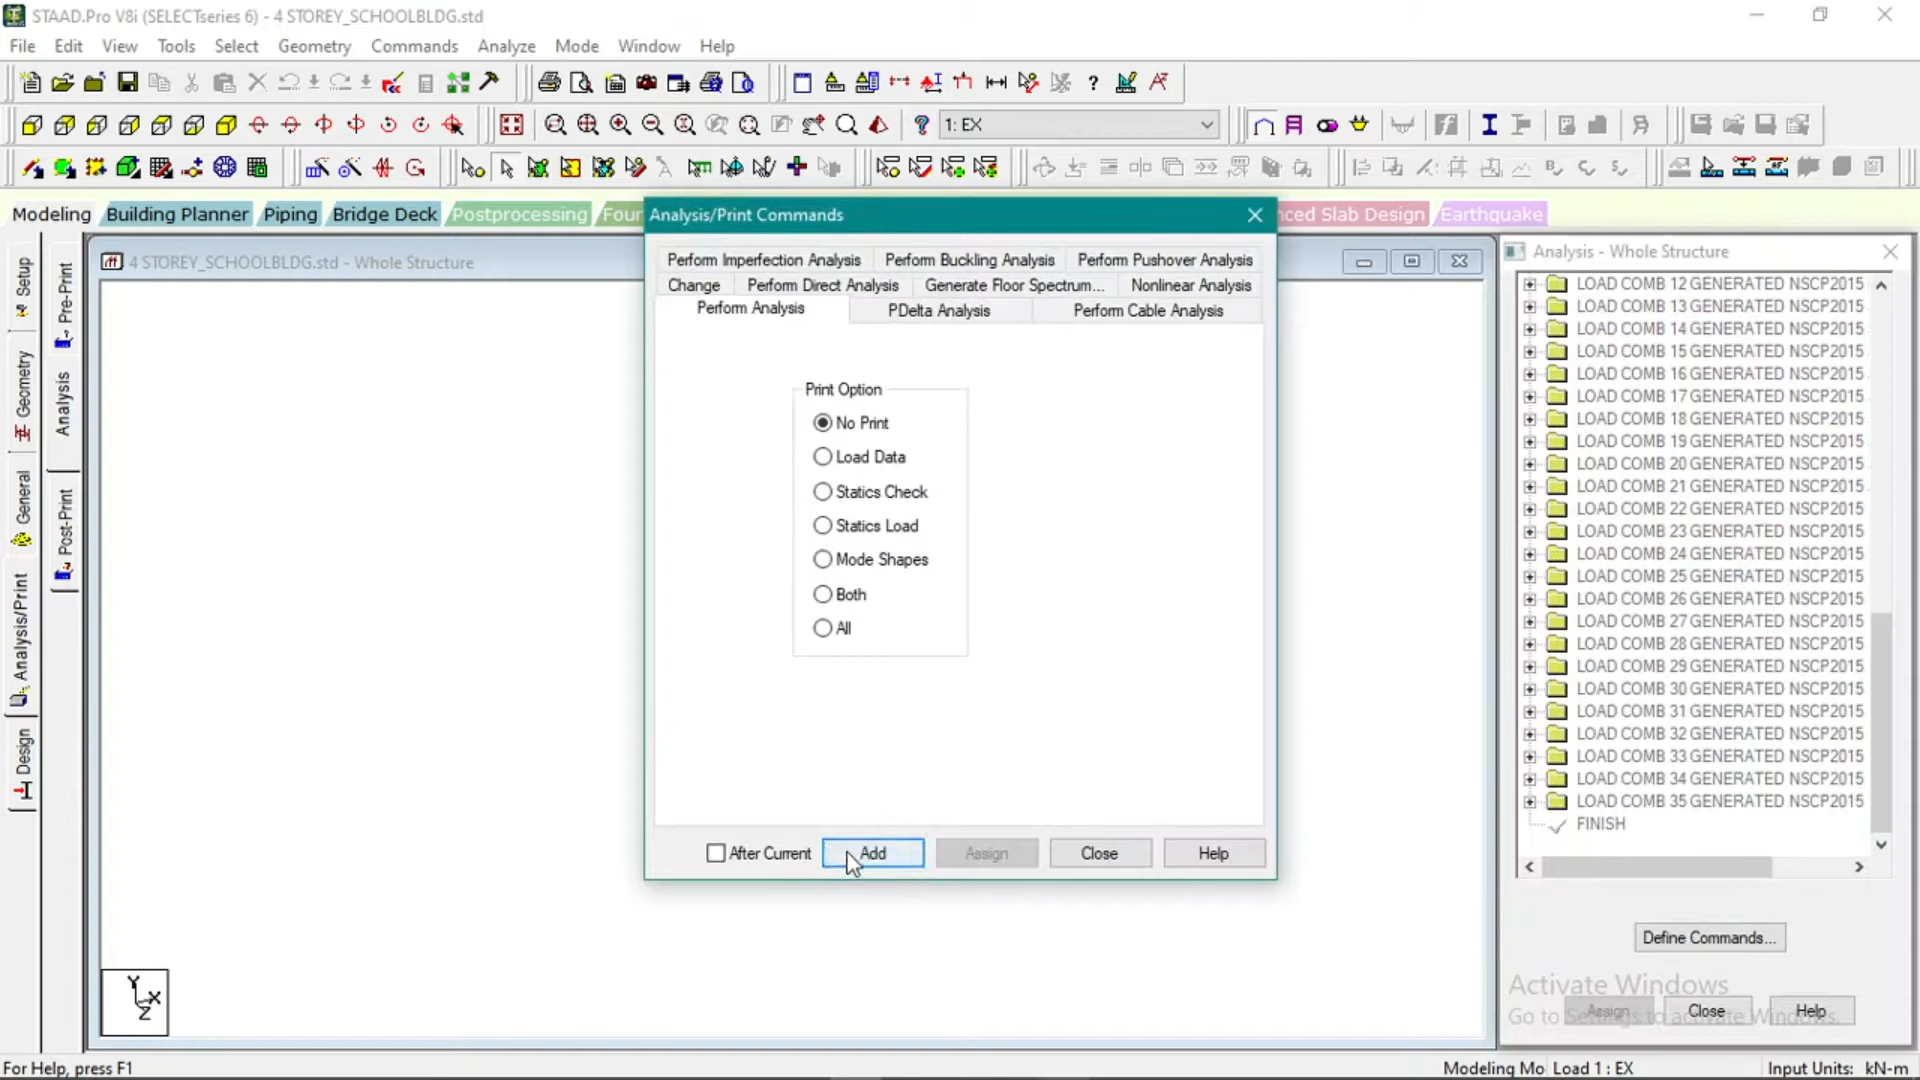 STAAD.Pro V8i (SELECTseries 6) - 4 STOREY_SCHOOLBLDG.std
File Edit View Tools Select Geometry Commands Analyze Mode Window Help
1: EX
Modeling Building Planner Piping Bridge Deck Postprocessing Foun
nced Slab Design Earthquake
Setup
Geometry
General
Analysis/Print
Design
Pre-Print
Analysis
Post-Print
4 STOREY_SCHOOLBLDG.std - Whole Structure
Analysis/Print Commands
Perform Imperfection Analysis Perform Buckling Analysis Perform Pushover Analysis
Change Perform Direct Analysis Generate Floor Spectrum... Nonlinear Analysis
Perform Analysis PDelta Analysis Perform Cable Analysis
Print Option
No Print
Load Data
Statics Check
Statics Load
Mode Shapes
Both
All
After Current Add Assign Close Help
Analysis - Whole Structure
LOAD COMB 12 GENERATED NSCP2015
LOAD COMB 13 GENERATED NSCP2015
LOAD COMB 14 GENERATED NSCP2015
LOAD COMB 15 GENERATED NSCP2015
LOAD COMB 16 GENERATED NSCP2015
LOAD COMB 17 GENERATED NSCP2015
LOAD COMB 18 GENERATED NSCP2015
LOAD COMB 19 GENERATED NSCP2015
LOAD COMB 20 GENERATED NSCP2015
LOAD COMB 21 GENERATED NSCP2015
LOAD COMB 22 GENERATED NSCP2015
LOAD COMB 23 GENERATED NSCP2015
LOAD COMB 24 GENERATED NSCP2015
LOAD COMB 25 GENERATED NSCP2015
LOAD COMB 26 GENERATED NSCP2015
LOAD COMB 27 GENERATED NSCP2015
LOAD COMB 28 GENERATED NSCP2015
LOAD COMB 29 GENERATED NSCP2015
LOAD COMB 30 GENERATED NSCP2015
LOAD COMB 31 GENERATED NSCP2015
LOAD COMB 32 GENERATED NSCP2015
LOAD COMB 33 GENERATED NSCP2015
LOAD COMB 34 GENERATED NSCP2015
LOAD COMB 35 GENERATED NSCP2015
FINISH
Define Commands...
Activate Windows
Go to Settings to activate Windows.
Assign Close Help
Y
X
Z
For Help, press F1
Modeling Mo Load 1 : EX Input Units: kN-m